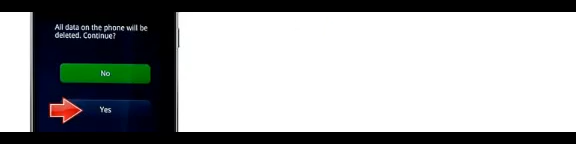 All data on the phone will be
deleted. Continue?
No
Yes